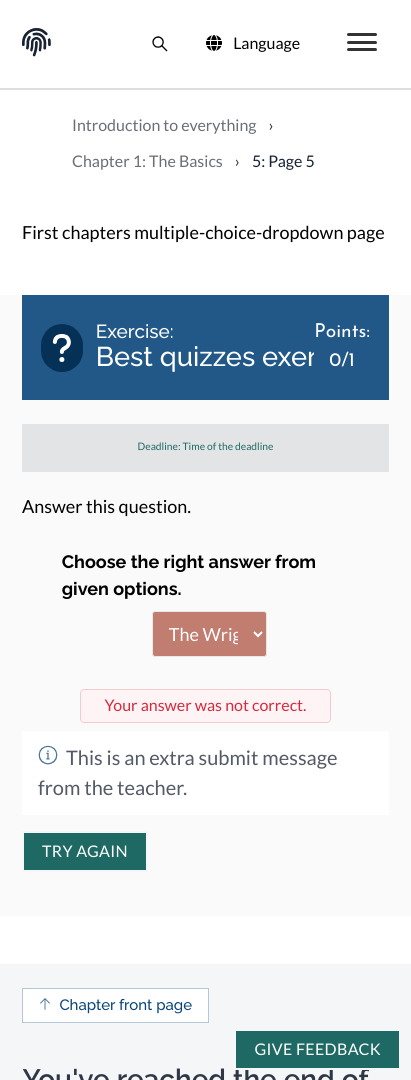 Language
Introduction to everything ›
Chapter 1: The Basics › 5: Page 5
First chapters multiple-choice-dropdown page
?
Exercise:
Best quizzes exer
Points:
0/1
Deadline: Time of the deadline
Answer this question.
Choose the right answer from
given options.
The Wrig
Your answer was not correct.
This is an extra submit message
from the teacher.
TRY AGAIN
↑ Chapter front page
GIVE FEEDBACK
You've reached the end of